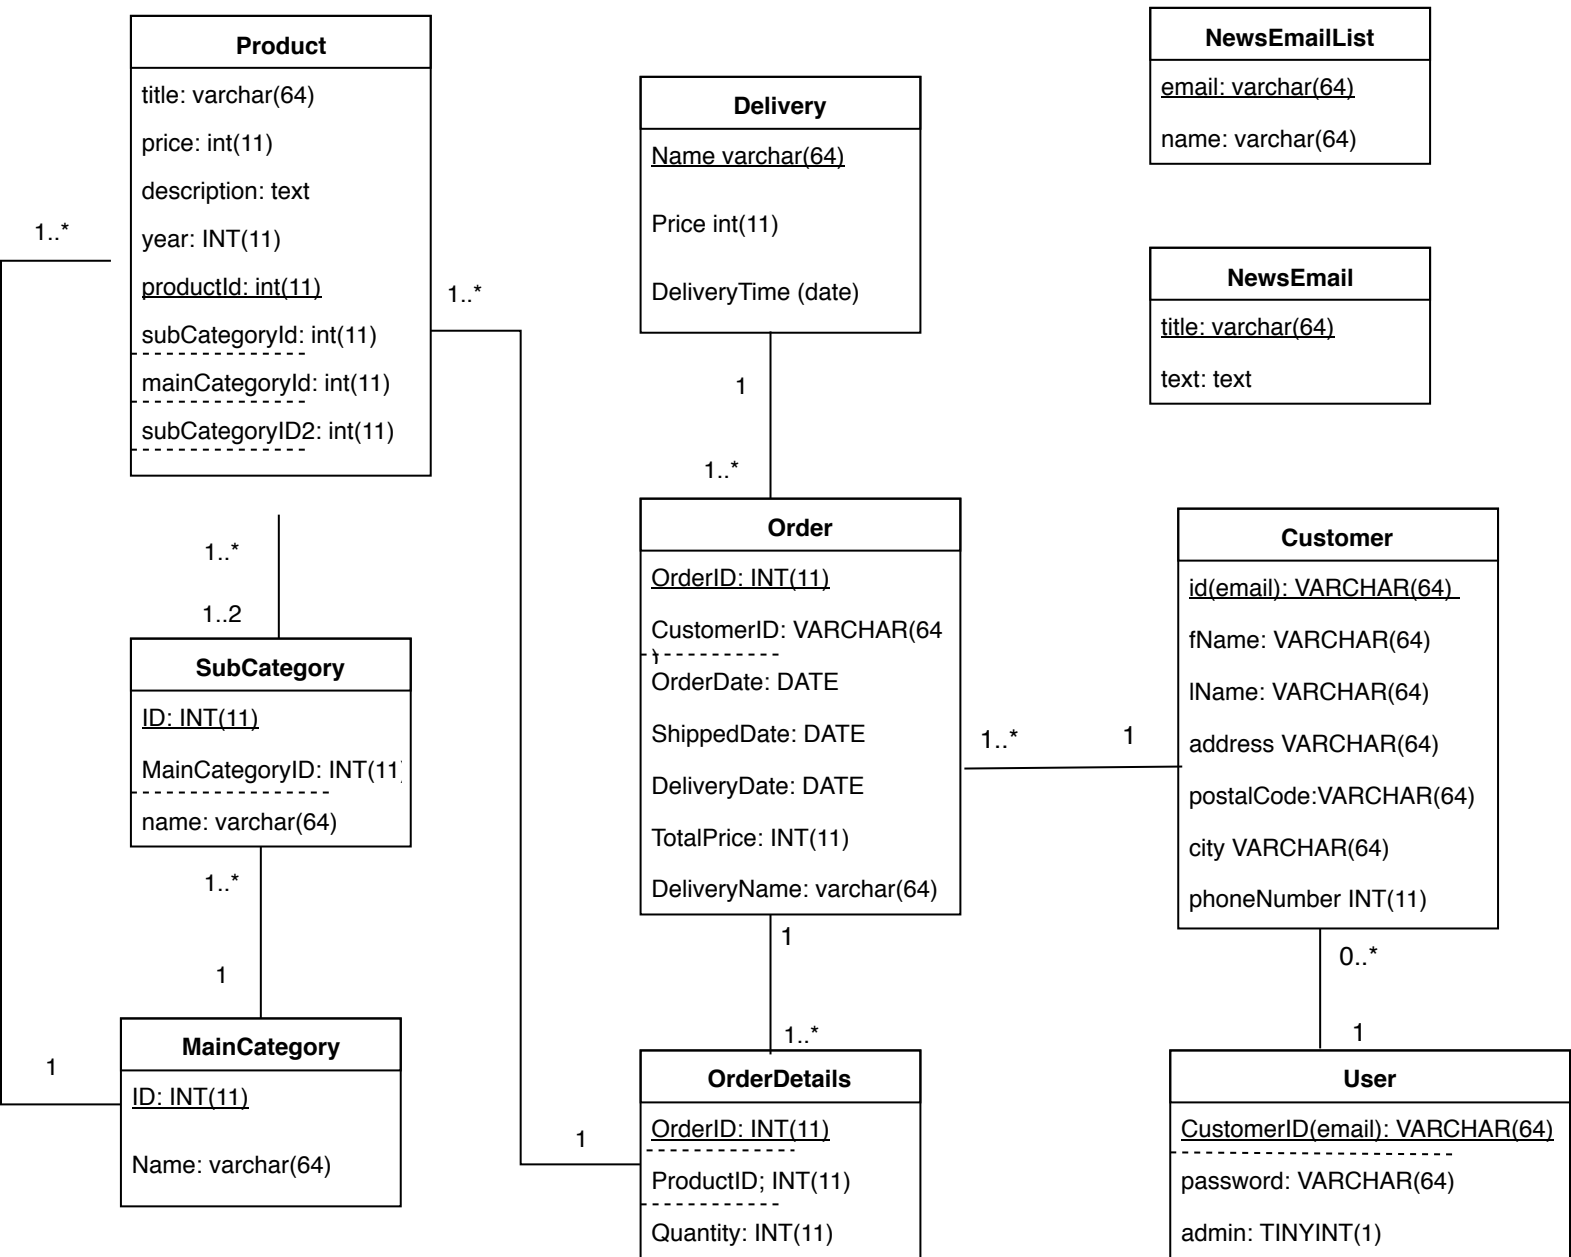 Product
title: varchar(64)
price: int(11)
description: text
year: INT(11)
productId: int(11)
subCategoryId: int(11)
mainCategoryId: int(11)
subCategoryID2: int(11)
1..*
1..*
1..*
1..2
SubCategory
ID: INT(11)
MainCategoryID: INT(11)
name: varchar(64)
1..*
1
MainCategory
ID: INT(11)
Name: varchar(64)
1
Delivery
Name varchar(64)
Price int(11)
DeliveryTime (date)
1
1..*
Order
OrderID: INT(11)
CustomerID: VARCHAR(64
)
OrderDate: DATE
ShippedDate: DATE
DeliveryDate: DATE
TotalPrice: INT(11)
DeliveryName: varchar(64)
1
1..*
OrderDetails
OrderID: INT(11)
ProductID; INT(11)
Quantity: INT(11)
1
NewsEmailList
email: varchar(64)
name: varchar(64)
NewsEmail
title: varchar(64)
text: text
1..*
1
Customer
id(email): VARCHAR(64)
fName: VARCHAR(64)
lName: VARCHAR(64)
address VARCHAR(64)
postalCode:VARCHAR(64)
city VARCHAR(64)
phoneNumber INT(11)
0..*
1
User
CustomerID(email): VARCHAR(64)
password: VARCHAR(64)
admin: TINYINT(1)